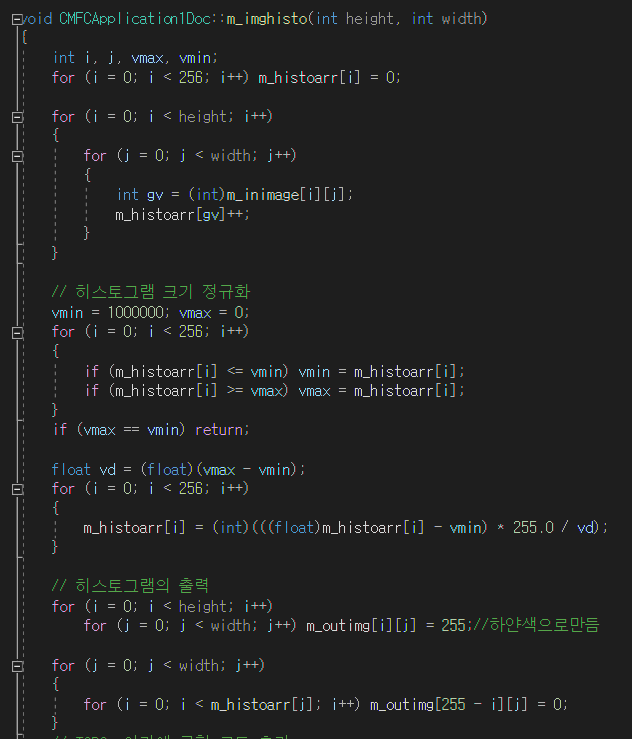 void CMFCApplication1Doc::m_imghisto(int height, int width)
{
int i, j, vmax, vmin;
for (i = 0; i < 256; i++) m_histoarr[i] = 0;
for (i = 0; i < height; i++)
{
for (j = 0; j < width; j++)
{
int gv = (int)m_inimage[i][j];
m_histoarr[gv]++;
}
}
// 히스토그램 크기 정규화
vmin = 1000000; vmax = 0;
for (i = 0; i < 256; i++)
{
if (m_histoarr[i] <= vmin) vmin = m_histoarr[i];
if (m_histoarr[i] >= vmax) vmax = m_histoarr[i];
}
if (vmax == vmin) return;
float vd = (float)(vmax - vmin);
for (i = 0; i < 256; i++)
{
m_histoarr[i] = (int)(((float)m_histoarr[i] - vmin) * 255.0 / vd);
}
// 히스토그램의 출력
for (i = 0; i < height; i++)
for (j = 0; j < width; j++) m_outimg[i][j] = 255;//하얀색으로만듬
for (j = 0; j < width; j++)
{
for (i = 0; i < m_histoarr[j]; i++) m_outimg[255 - i][j] = 0;
}